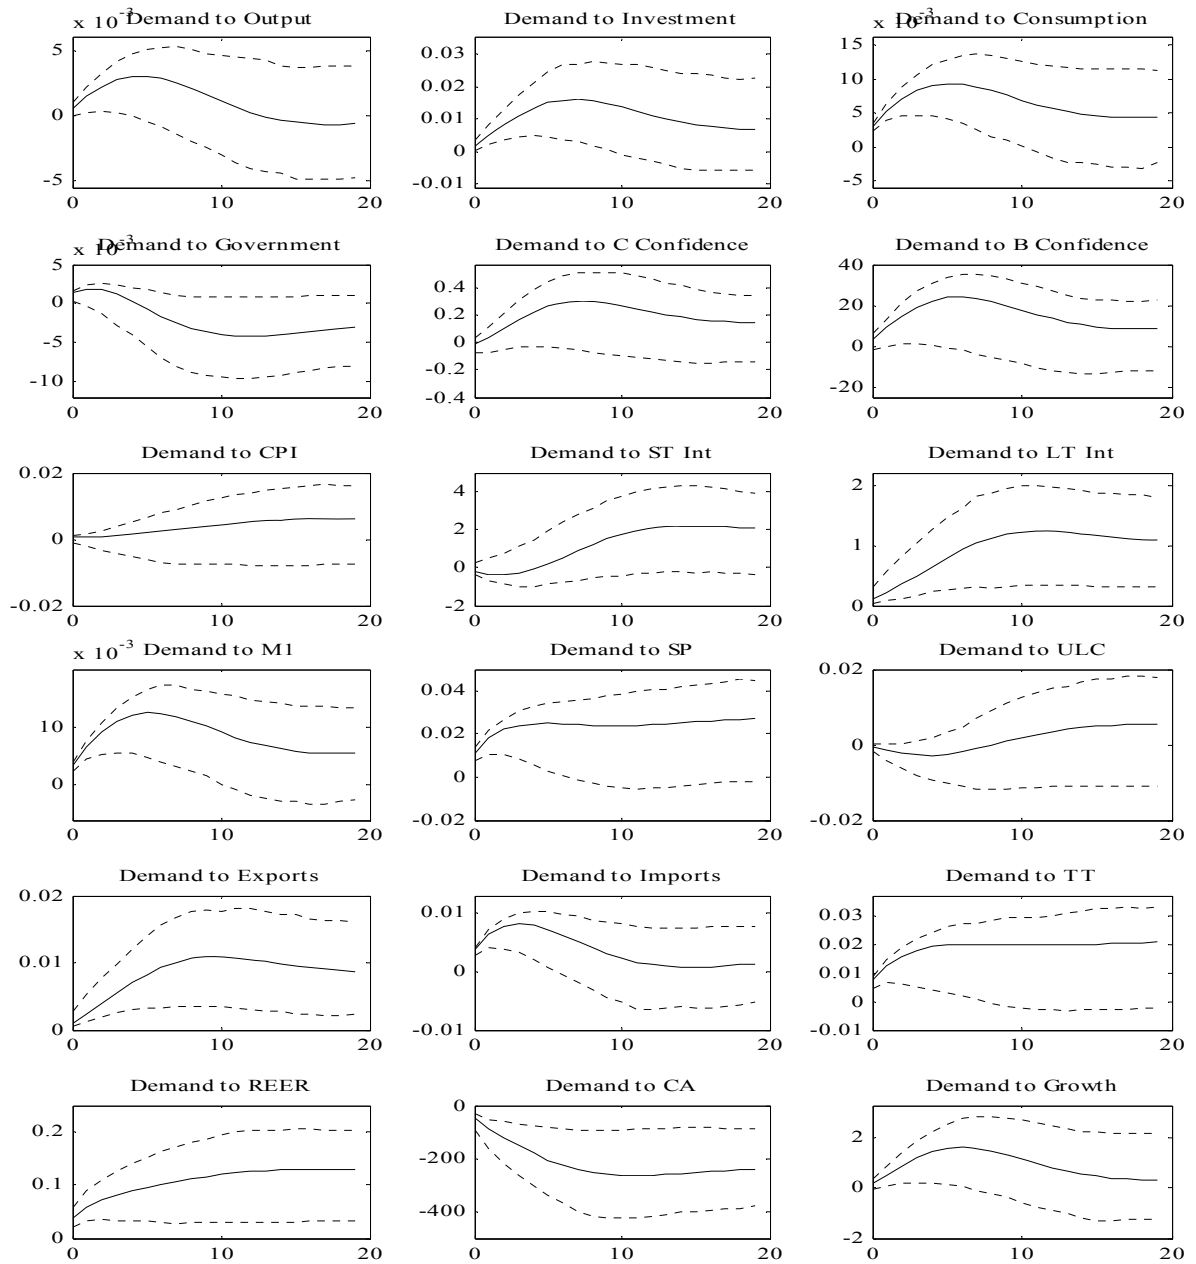 x 10⁻³ Demand to Output
5
0
-5
0 10 20
Demand to Investment
0.03
0.02
0.01
0
-0.01
0 10 20
x 10⁻³ Demand to Consumption
15
10
5
0
-5
0 10 20
x 10⁻³ Demand to Government
5
0
-5
-10
0 10 20
Demand to C Confidence
0.4
0.2
0
-0.2
-0.4
0 10 20
Demand to B Confidence
40
20
0
-20
0 10 20
Demand to CPI
0.02
0
-0.02
0 10 20
Demand to ST Int
4
2
0
-2
0 10 20
Demand to LT Int
2
1
0
0 10 20
x 10⁻³ Demand to M1
10
0
0 10 20
Demand to SP
0.04
0.02
0
-0.02
0 10 20
Demand to ULC
0.02
0
-0.02
0 10 20
Demand to Exports
0.02
0.01
0
0 10 20
Demand to Imports
0.01
0
-0.01
0 10 20
Demand to TT
0.03
0.02
0.01
0
-0.01
0 10 20
Demand to REER
0.2
0.1
0
0 10 20
Demand to CA
0
-200
-400
0 10 20
Demand to Growth
2
0
-2
0 10 20